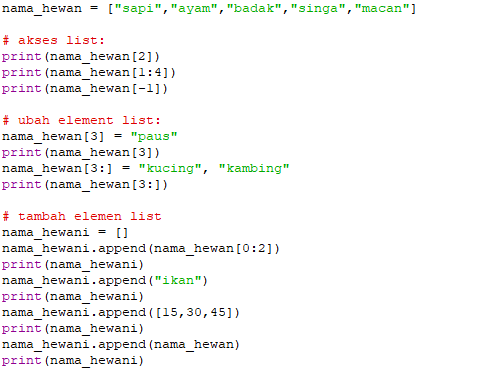 nama_hewan = ["sapi","ayam","badak","singa","macan"]
# akses list:
print(nama_hewan[2])
print(nama_hewan[1:4])
print(nama_hewan[-1])
# ubah element list:
nama_hewan[3] = "paus"
print(nama_hewan[3])
nama_hewan[3:] = "kucing", "kambing"
print(nama_hewan[3:])
# tambah elemen list
nama_hewani = []
nama_hewani.append(nama_hewan[0:2])
print(nama_hewani)
nama_hewani.append("ikan")
print(nama_hewani)
nama_hewani.append([15,30,45])
print(nama_hewani)
nama_hewani.append(nama_hewan)
print(nama_hewani)